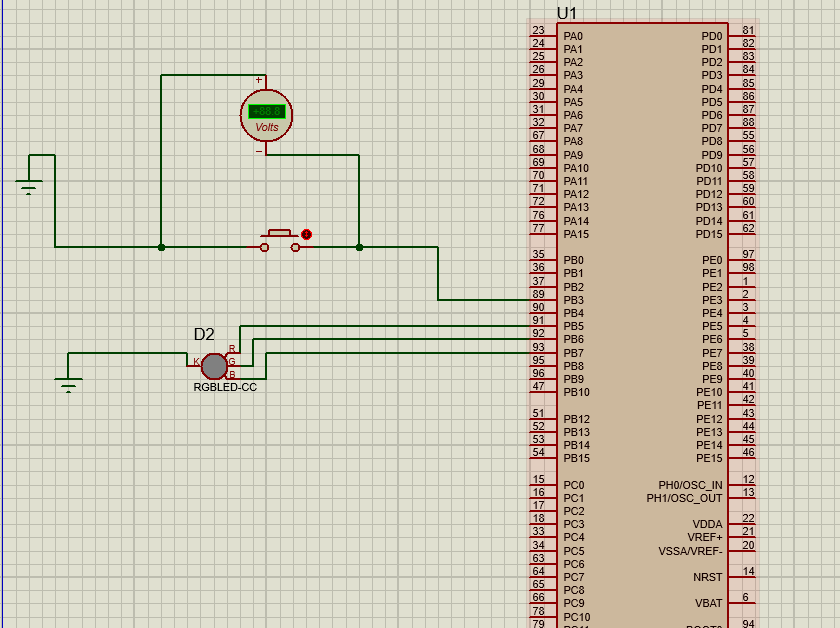 U1
23 PA0 PD0 81
24 PA1 PD1 82
25 PA2 PD2 83
26 PA3 PD3 84
29 PA4 PD4 85
30 PA5 PD5 86
31 PA6 PD6 87
32 PA7 PD7 88
67 PA8 PD8 55
68 PA9 PD9 56
69 PA10 PD10 57
70 PA11 PD11 58
71 PA12 PD12 59
72 PA13 PD13 60
76 PA14 PD14 61
77 PA15 PD15 62
+
Volts
−
35 PB0 PE0 97
36 PB1 PE1 98
37 PB2 PE2 1
89 PB3 PE3 2
90 PB4 PE4 3
91 PB5 PE5 4
92 PB6 PE6 5
93 PB7 PE7 38
95 PB8 PE8 39
96 PB9 PE9 40
47 PB10 PE10 41
PE11 42
51 PB12 PE12 43
52 PB13 PE13 44
53 PB14 PE14 45
54 PB15 PE15 46
D2
R
K G
B
RGBLED-CC
15 PC0 PH0/OSC_IN 12
16 PC1 PH1/OSC_OUT 13
17 PC2
18 PC3 VDDA 22
33 PC4 VREF+ 21
34 PC5 VSSA/VREF- 20
63 PC6
64 PC7 NRST 14
65 PC8
66 PC9 VBAT 6
78 PC10
79 94